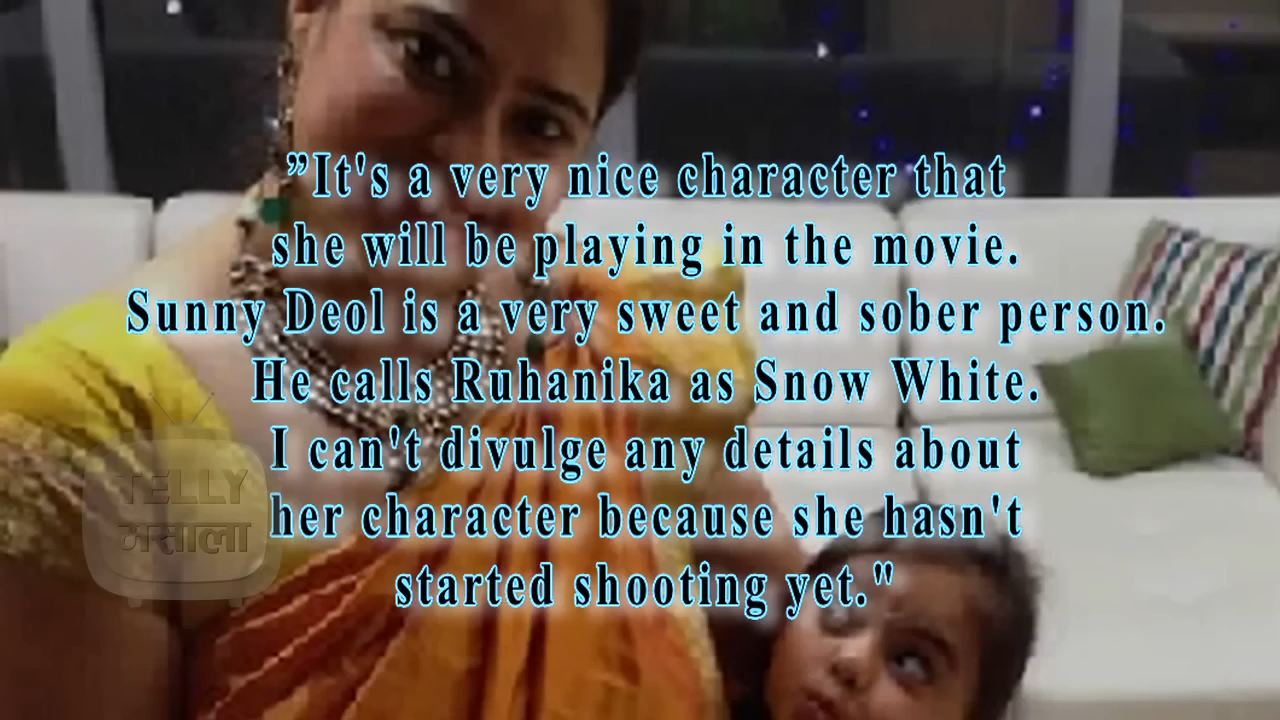 ”It's a very nice character that
she will be playing in the movie.
Sunny Deol is a very sweet and sober person.
He calls Ruhanika as Snow White.
I can't divulge any details about
her character because she hasn't
started shooting yet."
TELLY
मसाला